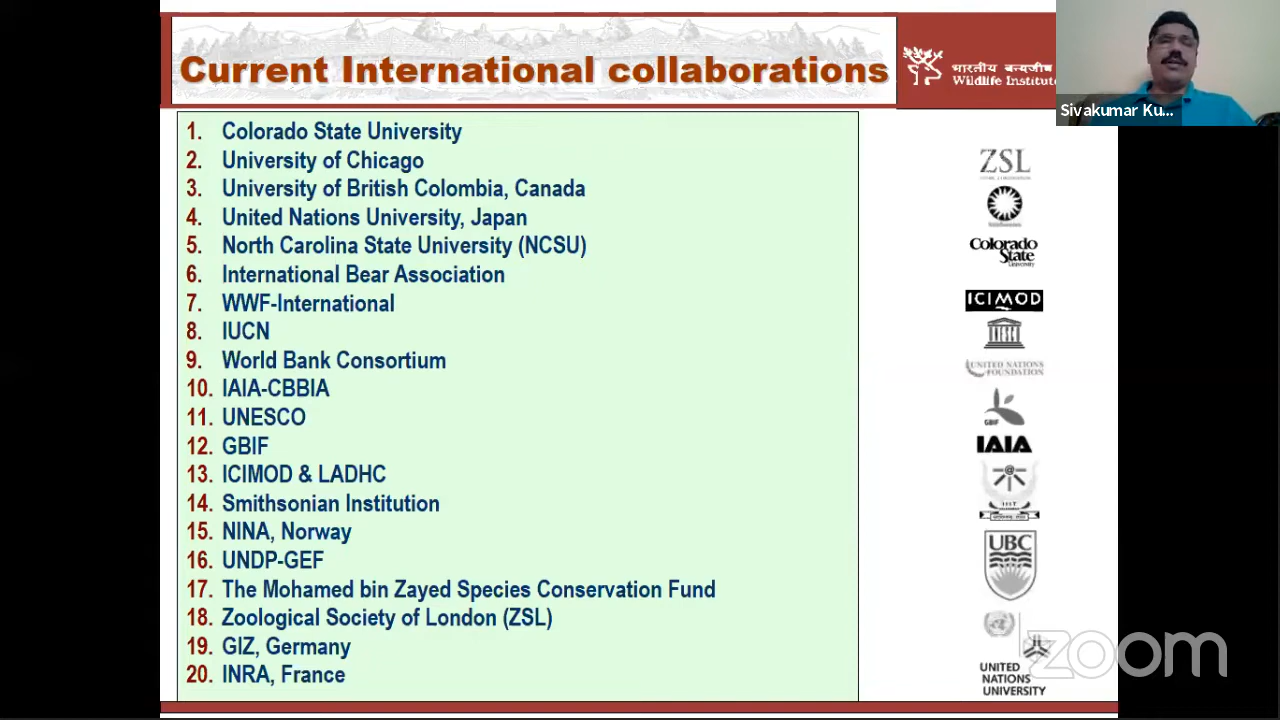 Current International collaborations
भारतीय वन्यजीव
Wildlife Institute
Sivakumar Ku...
1. Colorado State University
2. University of Chicago
3. University of British Colombia, Canada
4. United Nations University, Japan
5. North Carolina State University (NCSU)
6. International Bear Association
7. WWF-International
8. IUCN
9. World Bank Consortium
10. IAIA-CBBIA
11. UNESCO
12. GBIF
13. ICIMOD & LADHC
14. Smithsonian Institution
15. NINA, Norway
16. UNDP-GEF
17. The Mohamed bin Zayed Species Conservation Fund
18. Zoological Society of London (ZSL)
19. GIZ, Germany
20. INRA, France
ZSL
Colorado
State
University
ICIMOD
UNESCO
UNITED NATIONS
FOUNDATION
GBIF
IAIA
UBC
zoom
UNITED
NATIONS
UNIVERSITY